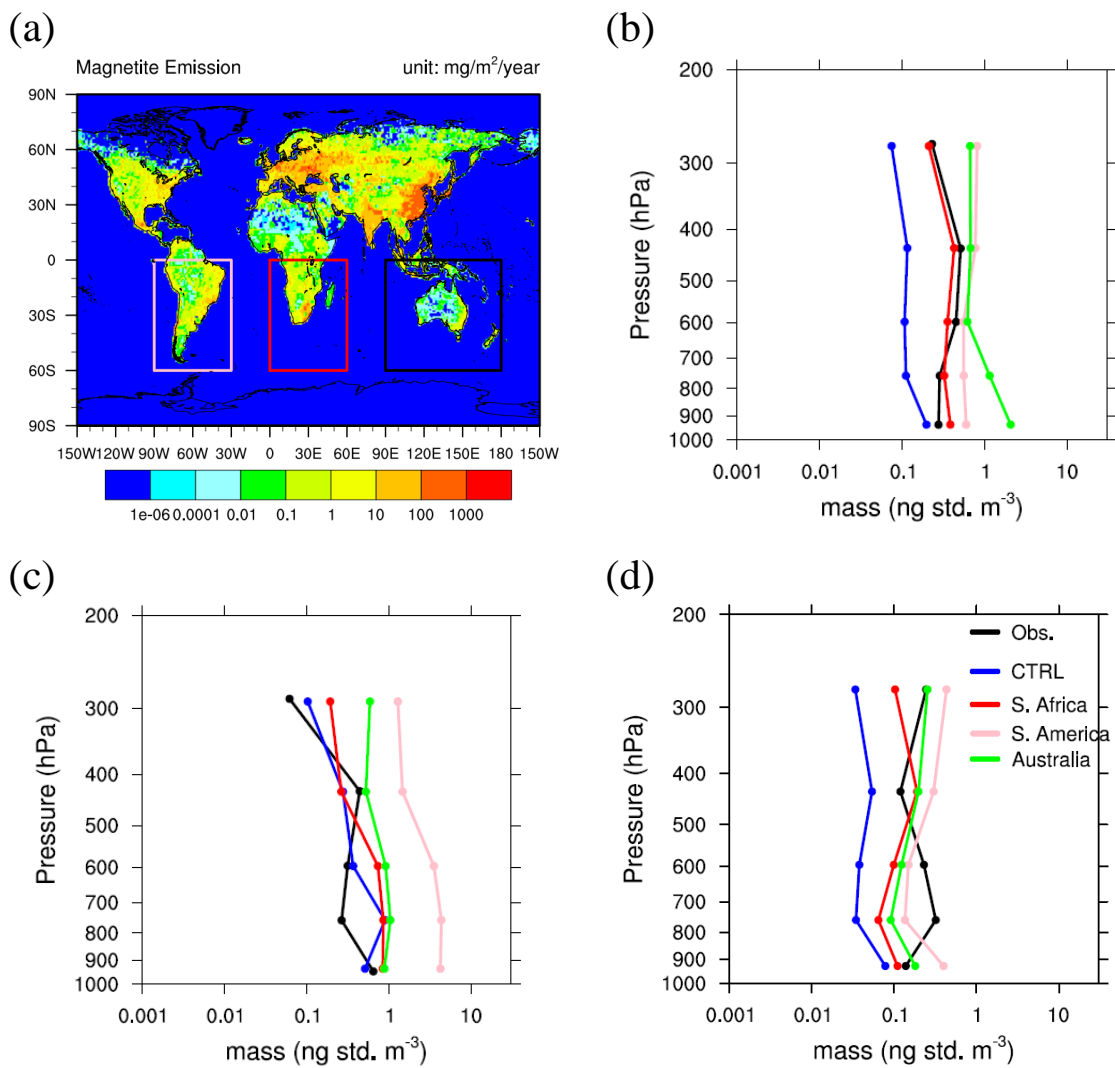 (a)
Magnetite Emission unit: mg/m²/year
90N
60N
30N
0
30S
60S
90S
150W 120W 90W 60W 30W 0 30E 60E 90E 120E 150E 180 150W
1e-06 0.0001 0.01 0.1 1 10 100 1000
(b)
200
300
400
500
600
700
800
900
1000
Pressure (hPa)
0.001 0.01 0.1 1 10
mass (ng std. m⁻³)
(c)
200
300
400
500
600
700
800
900
1000
Pressure (hPa)
0.001 0.01 0.1 1 10
mass (ng std. m⁻³)
(d)
200
300
400
500
600
700
800
900
1000
Pressure (hPa)
0.001 0.01 0.1 1 10
mass (ng std. m⁻³)
Obs.
CTRL
S. Africa
S. America
Australia